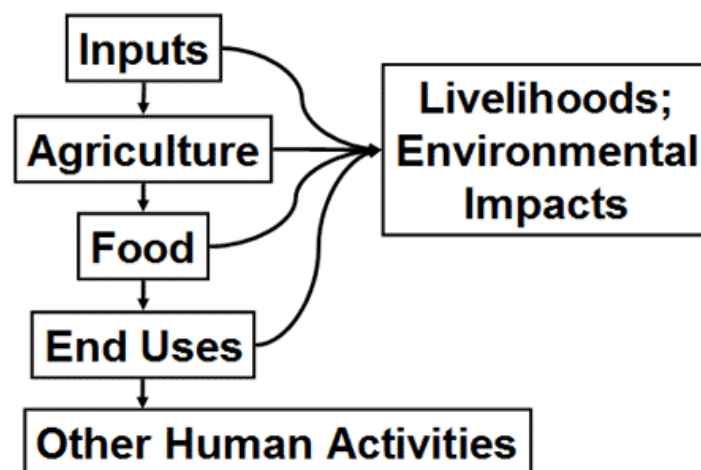 Inputs
Agriculture
Food
End Uses
Other Human Activities
Livelihoods;
Environmental
Impacts